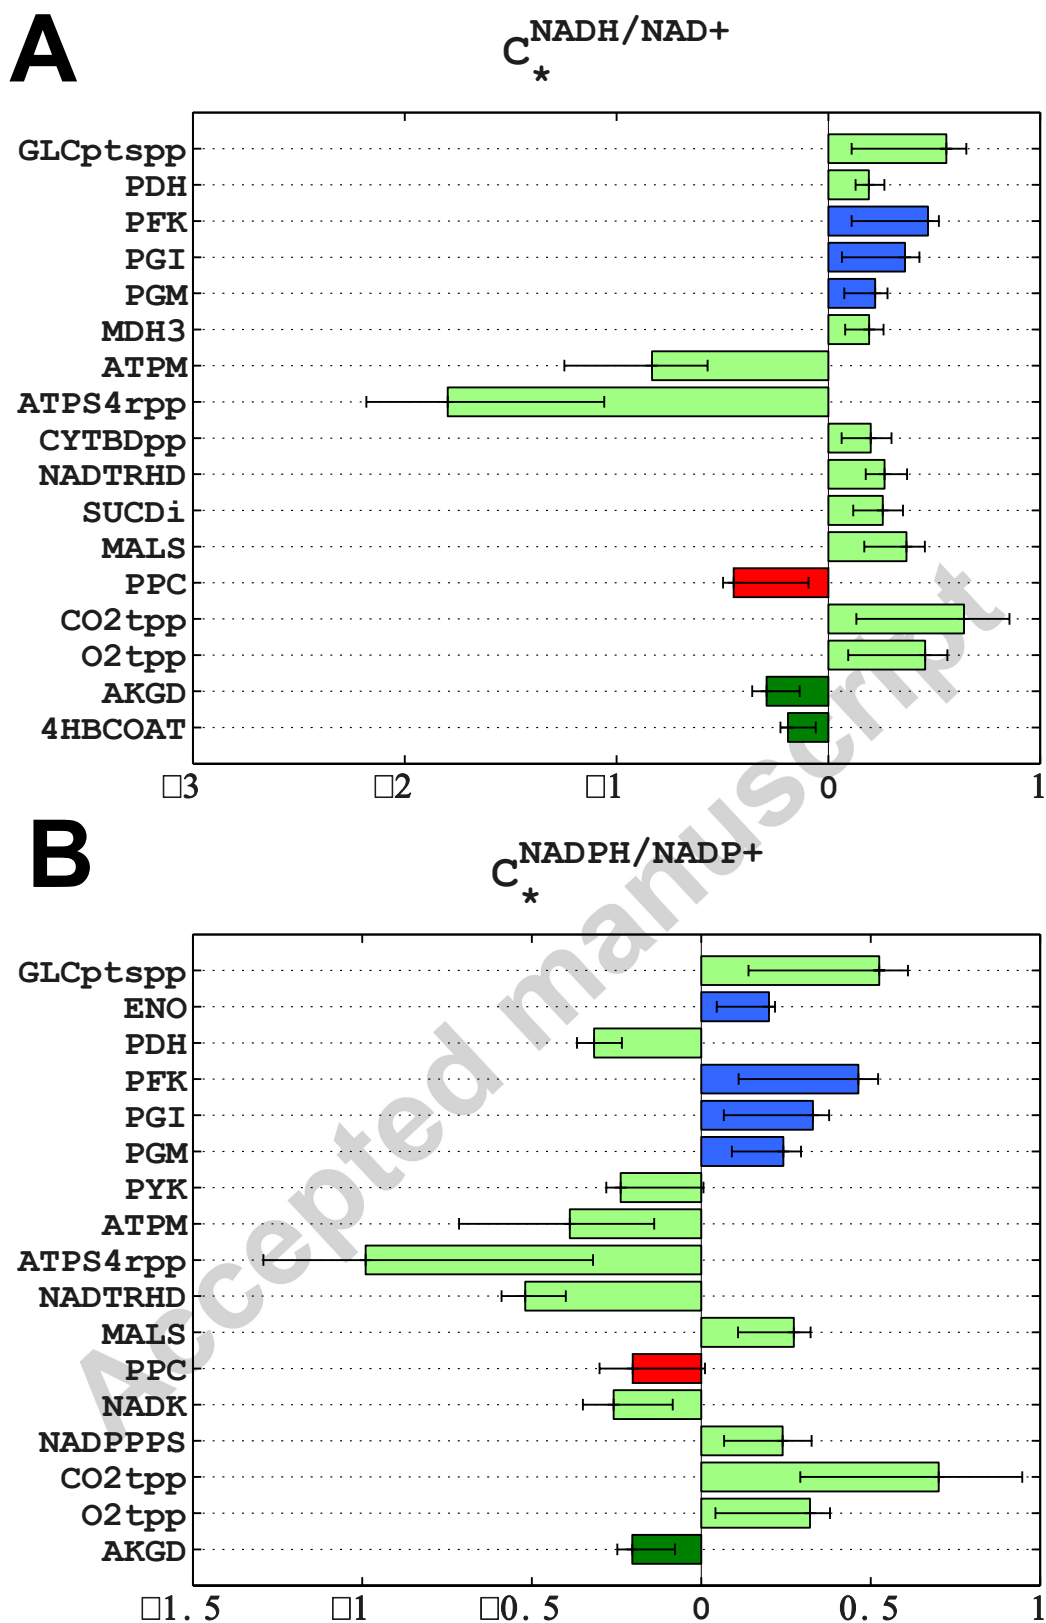 A
C*^NADH/NAD+
GLCptspp
PDH
PFK
PGI
PGM
MDH3
ATPM
ATPS4rpp
CYTBDpp
NADTRHD
SUCDi
MALS
PPC
CO2tpp
O2tpp
AKGD
4HBCOAT
□3 □2 □1 0 1
B
C*^NADPH/NADP+
GLCptspp
ENO
PDH
PFK
PGI
PGM
PYK
ATPM
ATPS4rpp
NADTRHD
MALS
PPC
NADK
NADPPPS
CO2tpp
O2tpp
AKGD
□1.5 □1 □0.5 0 0.5 1
Accepted manuscript